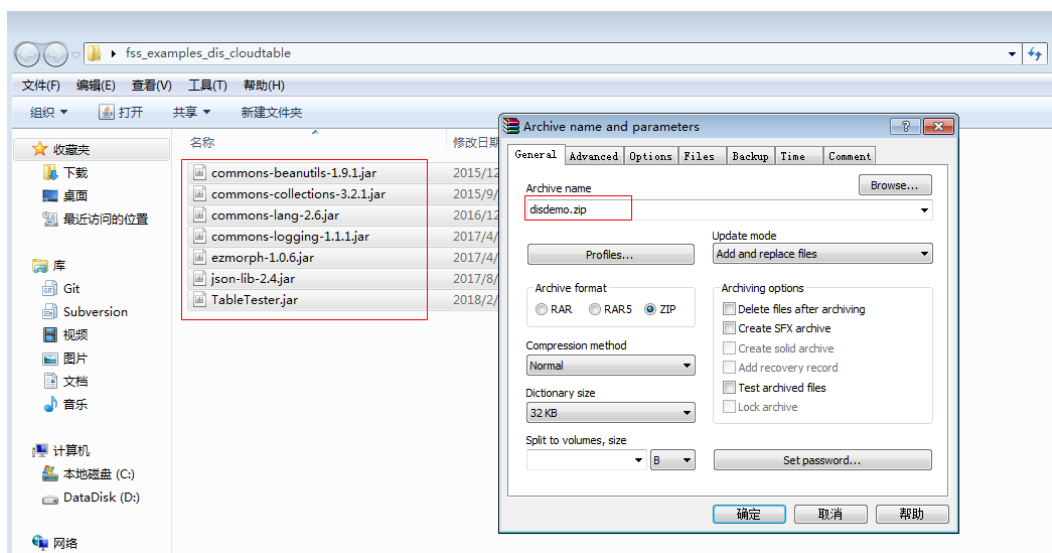 fss_examples_dis_cloudtable
文件(F) 编辑(E) 查看(V) 工具(T) 帮助(H)
组织 打开 共享 新建文件夹
收藏夹
下载
桌面
最近访问的位置
库
Git
Subversion
视频
图片
文档
音乐
计算机
本地磁盘 (C:)
DataDisk (D:)
网络
名称 修改日期
commons-beanutils-1.9.1.jar 2015/12
commons-collections-3.2.1.jar 2015/9/
commons-lang-2.6.jar 2016/12
commons-logging-1.1.1.jar 2017/4/
ezmorph-1.0.6.jar 2017/4/
json-lib-2.4.jar 2017/8/
TableTester.jar 2018/2/
Archive name and parameters
General Advanced Options Files Backup Time Comment
Archive name
Browse...
disdemo.zip
Profiles...
Update mode
Add and replace files
Archive format
RAR RAR5 ZIP
Compression method
Normal
Dictionary size
32 KB
Split to volumes, size
B
Archiving options
Delete files after archiving
Create SFX archive
Create solid archive
Add recovery record
Test archived files
Lock archive
Set password...
确定 取消 帮助